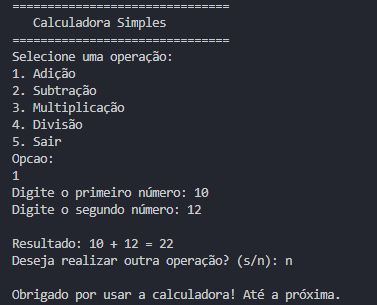 ===============================
Calculadora Simples
===============================
Selecione uma operação:
1. Adição
2. Subtração
3. Multiplicação
4. Divisão
5. Sair
Opcao:
1
Digite o primeiro número: 10
Digite o segundo número: 12
Resultado: 10 + 12 = 22
Deseja realizar outra operação? (s/n): n
Obrigado por usar a calculadora! Até a próxima.